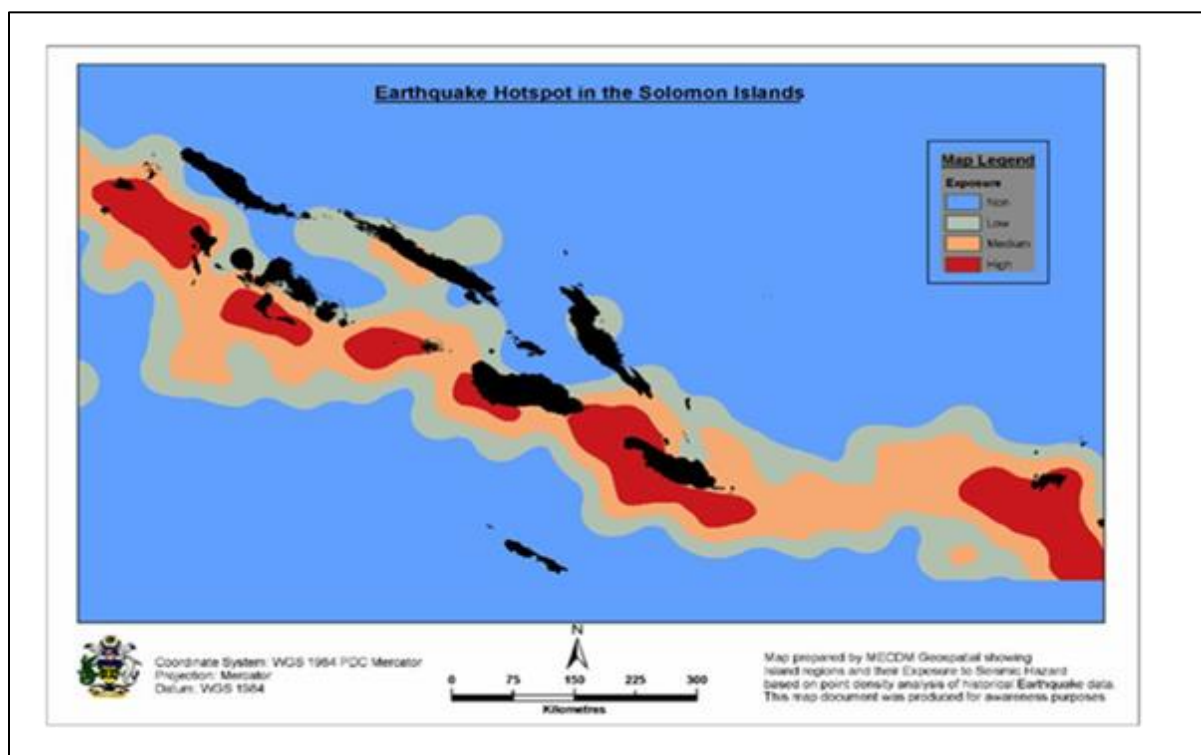 Earthquake Hotspot in the Solomon Islands
Map Legend
Exposure
Non
Low
Medium
High
N
0 75 150 225 300
Kilometres
Coordinate System: WGS 1984 PDC Mercator
Projection: Mercator
Datum: WGS 1984
Map prepared by MECDM Geospatial showing
Island regions and their Exposure to Seismic Hazard
based on point density analysis of historical Earthquake data.
This map document was produced for awareness purposes